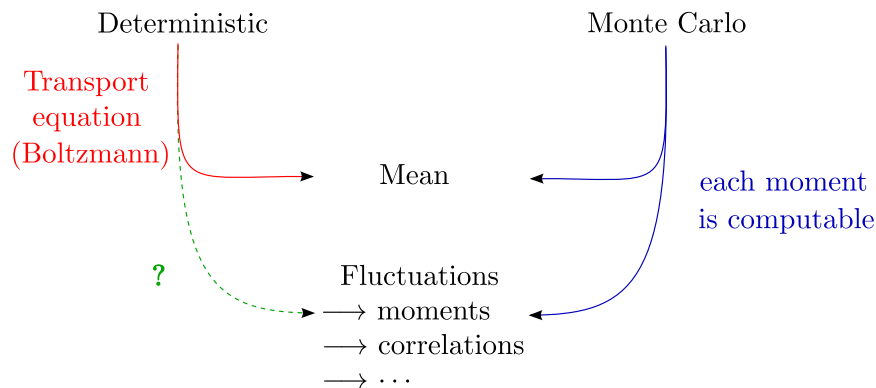 Deterministic
Monte Carlo
Transport
equation
(Boltzmann)
Mean
each moment
is computable
?
Fluctuations
⟶ moments
⟶ correlations
⟶ ···